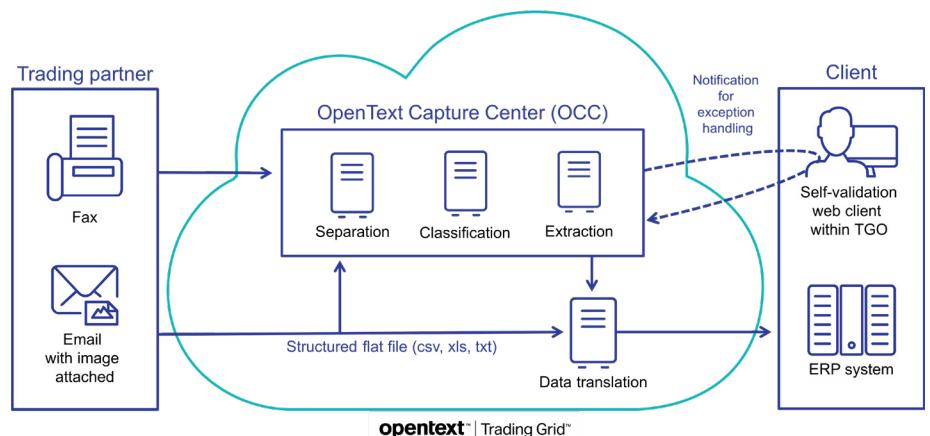 Trading partner
Fax
Email
with image
attached
OpenText Capture Center (OCC)
Separation
Classification
Extraction
Structured flat file (csv, xls, txt)
Data translation
Notification
for
exception
handling
Client
Self-validation
web client
within TGO
ERP system
opentext™ | Trading Grid™